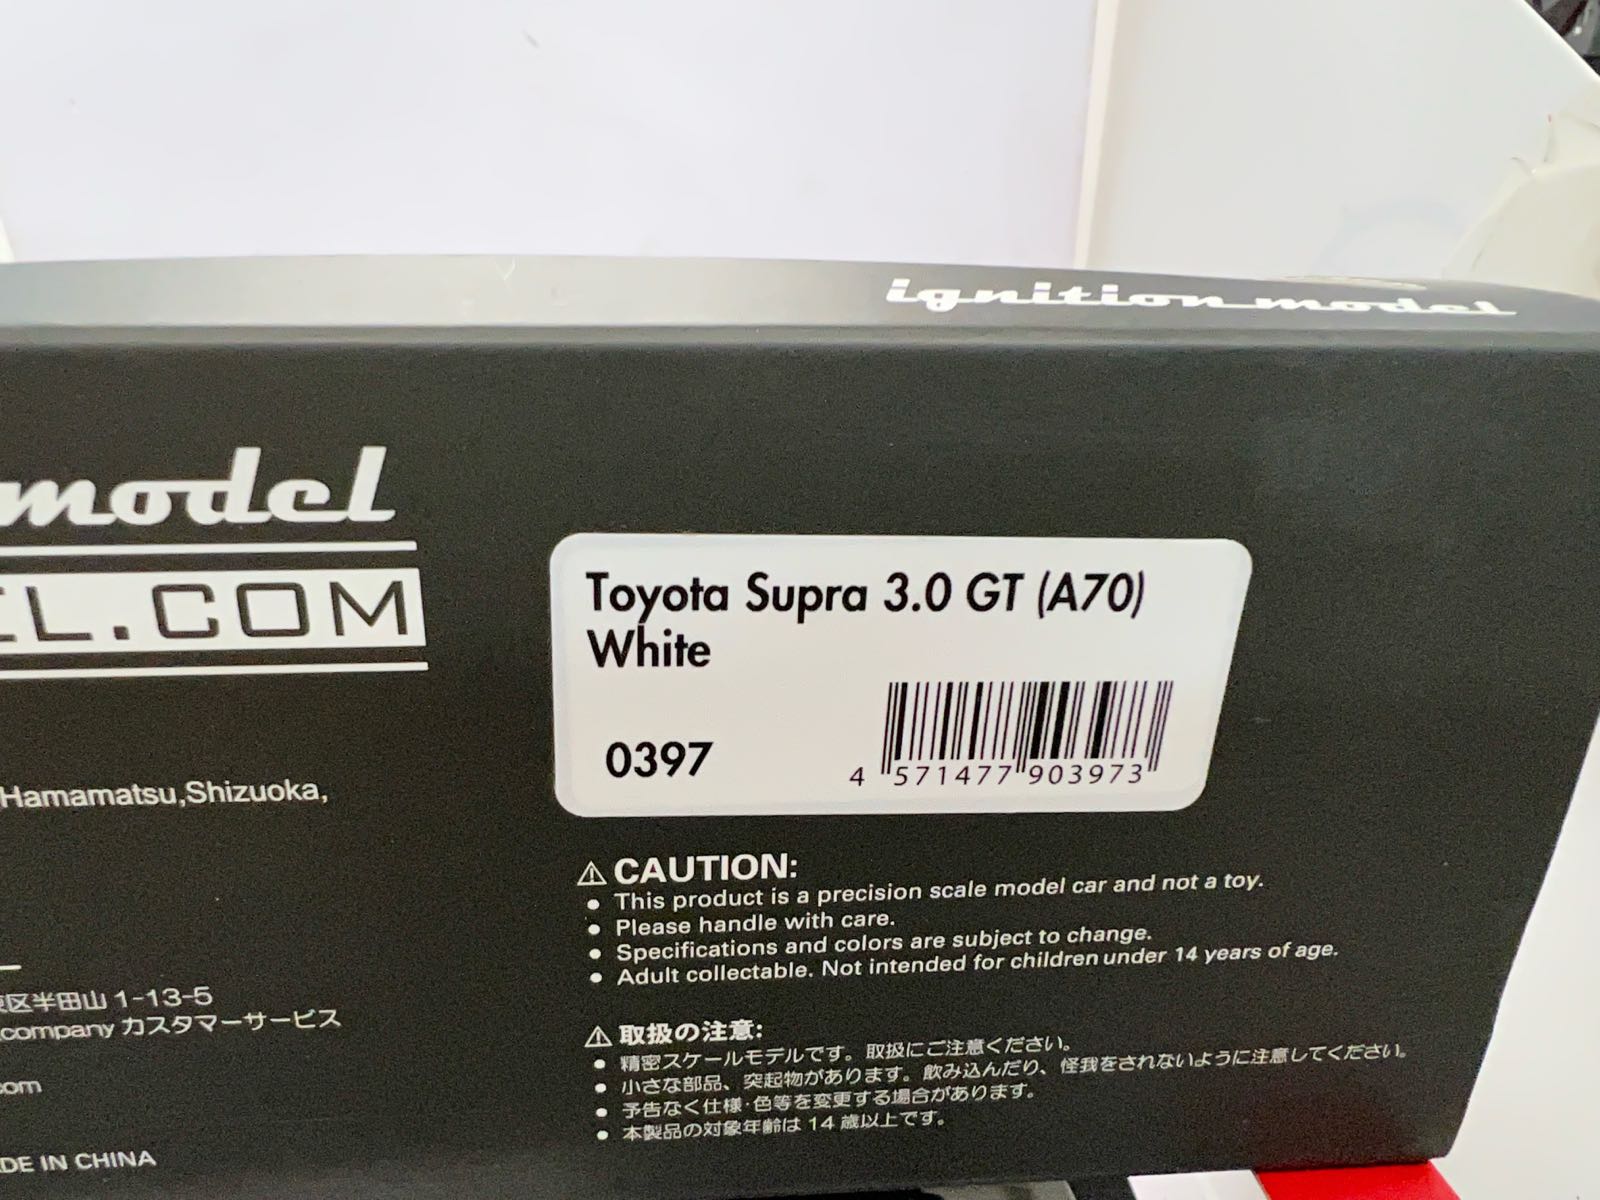 ignition model
model
EL.COM
Toyota Supra 3.0 GT (A70)
White
0397
4 571477 903973
Hamamatsu,Shizuoka,
⚠ CAUTION:
• This product is a precision scale model car and not a toy.
• Please handle with care.
• Specifications and colors are subject to change.
• Adult collectable. Not intended for children under 14 years of age.
区半田山 1-13-5
company カスタマーサービス
com
⚠ 取扱の注意:
• 精密スケールモデルです。取扱にご注意ください。
• 小さな部品、突起物があります。飲み込んだり、怪我をされないように注意してください。
• 予告なく仕様・色等を変更する場合があります。
• 本製品の対象年齢は 14 歳以上です。
DE IN CHINA